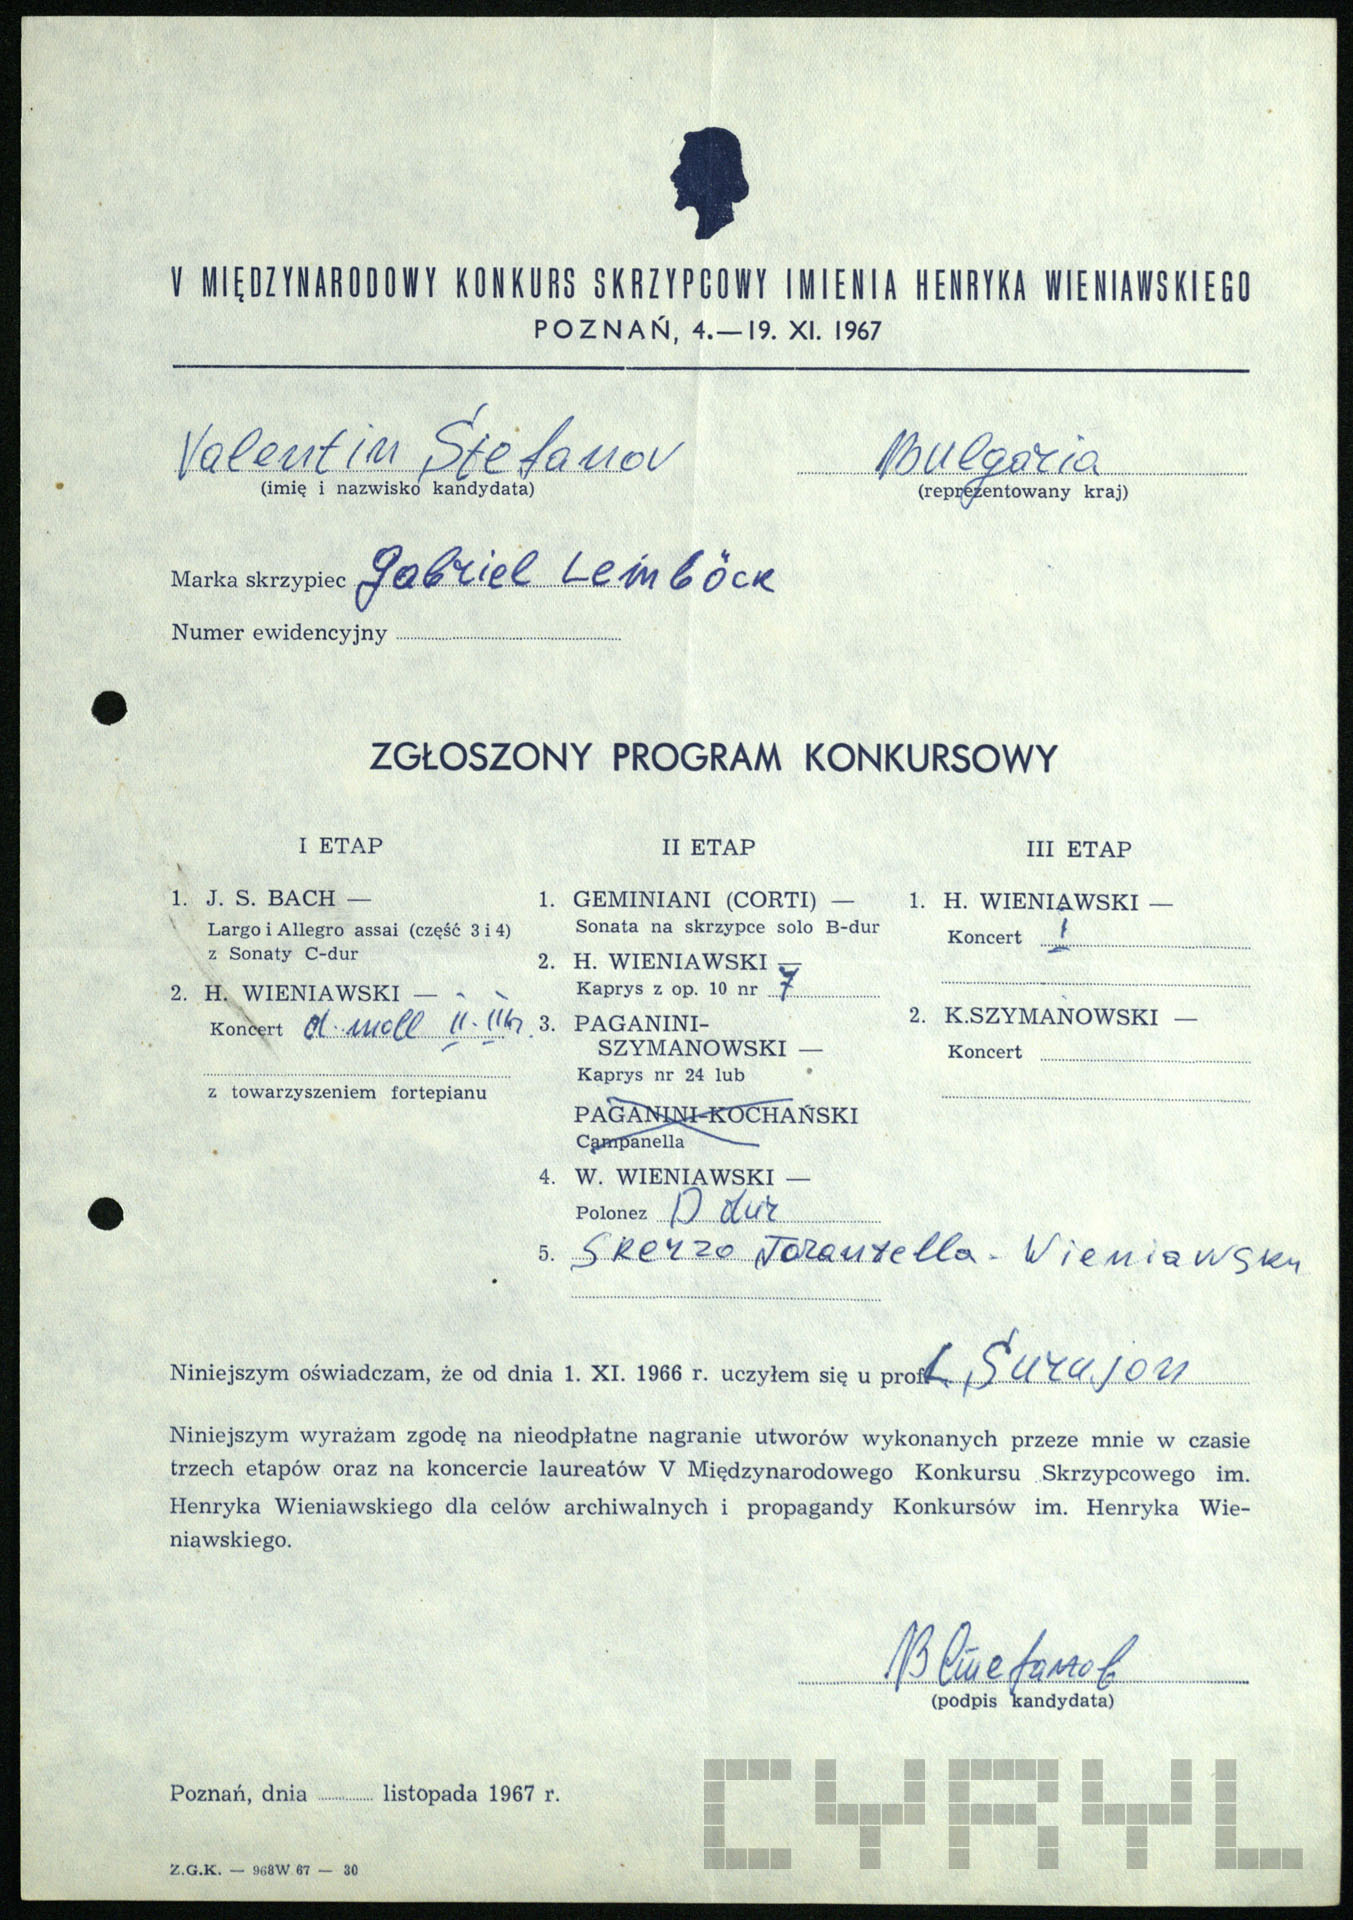 V MIĘDZYNARODOWY KONKURS SKRZYPCOWY IMIENIA HENRYKA WIENIAWSKIEGO
POZNAŃ, 4.—19. XI. 1967
Valentin Stefanov
Bulgaria
(imię i nazwisko kandydata)
(reprezentowany kraj)
Marka skrzypiec Gabriel Lemböck
Numer ewidencyjny
ZGŁOSZONY PROGRAM KONKURSOWY
I ETAP
1. J. S. BACH —
Largo i Allegro assai (część 3 i 4)
z Sonaty C-dur
2. H. WIENIAWSKI —
Koncert d-moll II. III
z towarzyszeniem fortepianu
II ETAP
1. GEMINIANI (CORTI) —
Sonata na skrzypce solo B-dur
2. H. WIENIAWSKI —
Kaprys z op. 10 nr 7
3. PAGANINI-
SZYMANOWSKI —
Kaprys nr 24 lub
PAGANINI-KOCHAŃSKI
Campanella
4. W. WIENIAWSKI —
Polonez D dur
5. Skerzo Tarantella - Wieniawski
III ETAP
1. H. WIENIAWSKI —
Koncert I
2. K.SZYMANOWSKI —
Koncert
Niniejszym oświadczam, że od dnia 1. XI. 1966 r. uczyłem się u prof.
Niniejszym wyrażam zgodę na nieodpłatne nagranie utworów wykonanych przeze mnie w czasie
trzech etapów oraz na koncercie laureatów V Międzynarodowego Konkursu Skrzypcowego im.
Henryka Wieniawskiego dla celów archiwalnych i propagandy Konkursów im. Henryka Wie-
niawskiego.
В Стефанов
(podpis kandydata)
Poznań, dnia listopada 1967 r.
Z.G.K. — 968W 67 — 30
CYRYL